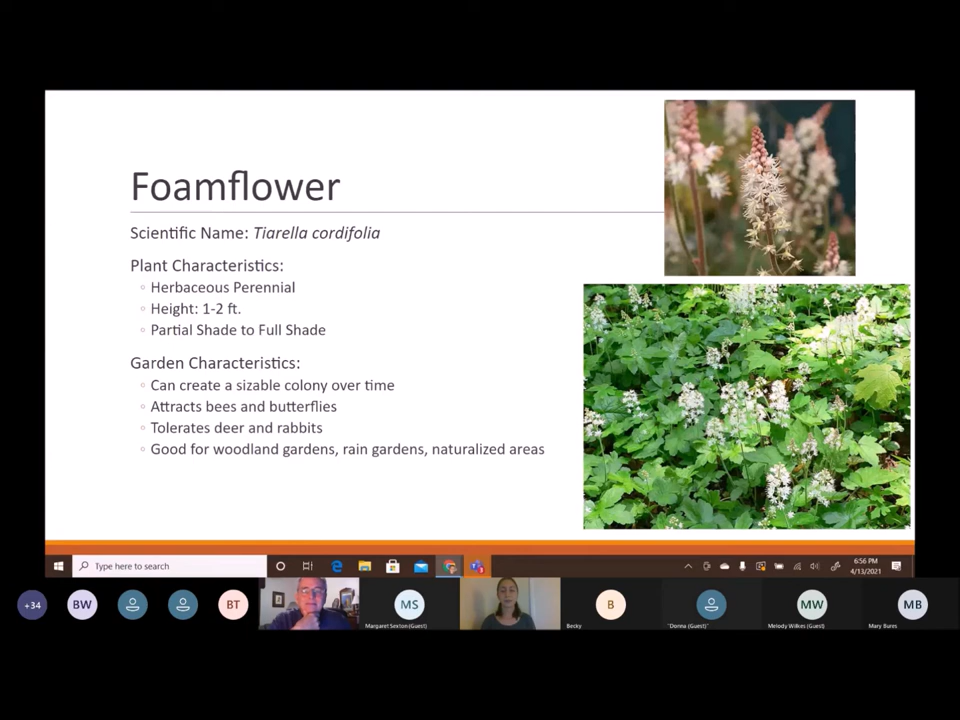 Foamflower
Scientific Name: Tiarella cordifolia
Plant Characteristics:
◦ Herbaceous Perennial
◦ Height: 1-2 ft.
◦ Partial Shade to Full Shade
Garden Characteristics:
◦ Can create a sizable colony over time
◦ Attracts bees and butterflies
◦ Tolerates deer and rabbits
◦ Good for woodland gardens, rain gardens, naturalized areas
Type here to search
6:56 PM
4/13/2021
+34
BW
BT
MS
B
MW
MB
Margaret Sexton (Guest)
Becky
"Donna (Guest)"
Melody Wilkes (Guest)
Mary Bures